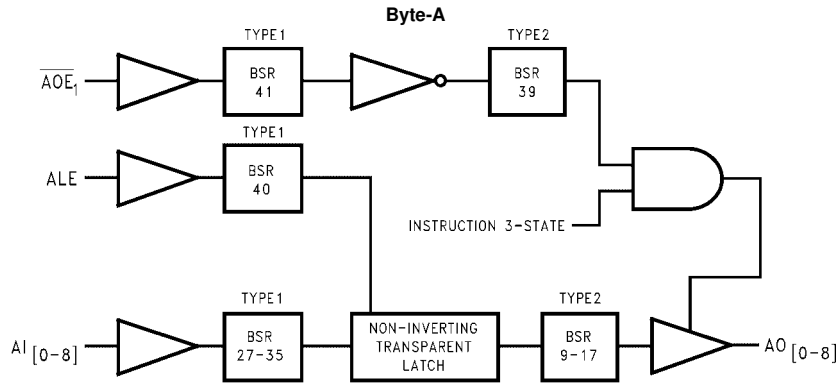 Byte-A
TYPE1
TYPE2
AOE1
BSR
41
BSR
39
TYPE1
ALE
BSR
40
INSTRUCTION 3-STATE
TYPE1
TYPE2
AI[0-8]
BSR
27-35
NON-INVERTING
TRANSPARENT
LATCH
BSR
9-17
AO[0-8]